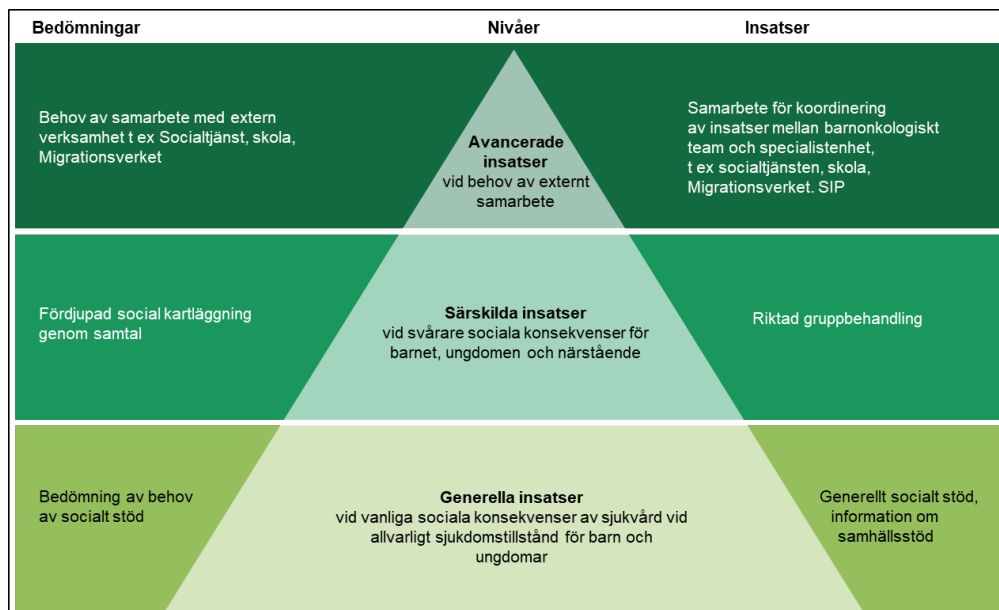 Bedömningar
Nivåer
Insatser
Behov av samarbete med extern
verksamhet t ex Socialtjänst, skola,
Migrationsverket
Avancerade
insatser
vid behov av externt
samarbete
Samarbete för koordinering
av insatser mellan barnonkologiskt
team och specialistenhet,
t ex socialtjänsten, skola,
Migrationsverket. SIP
Fördjupad social kartläggning
genom samtal
Särskilda insatser
vid svårare sociala konsekvenser för
barnet, ungdomen och närstående
Riktad gruppbehandling
Bedömning av behov
av socialt stöd
Generella insatser
vid vanliga sociala konsekvenser av sjukvård vid
allvarligt sjukdomstillstånd för barn och
ungdomar
Generellt socialt stöd,
information om
samhällsstöd